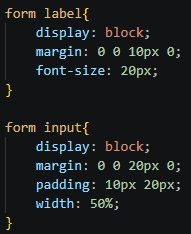 form label{
    display: block;
    margin: 0 0 10px 0;
    font-size: 20px;
}

form input{
    display: block;
    margin: 0 0 20px 0;
    padding: 10px 20px;
    width: 50%;
}